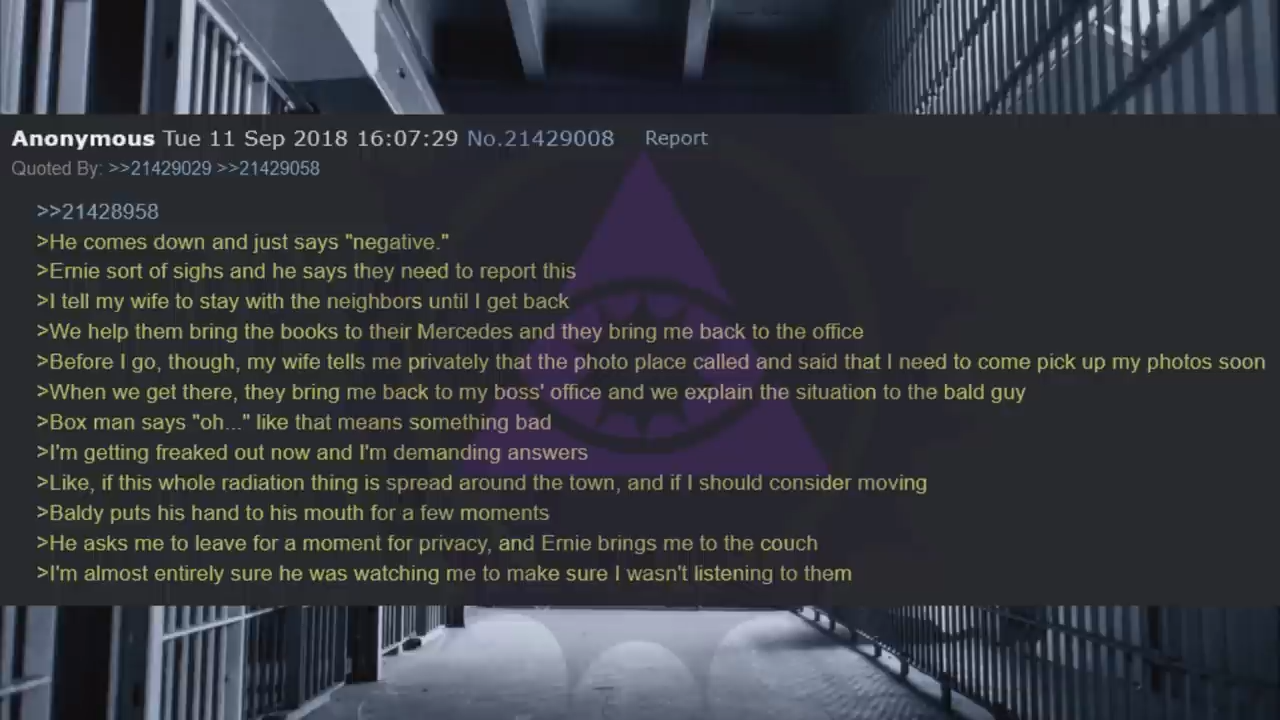 Anonymous Tue 11 Sep 2018 16:07:29 No.21429008 Report
Quoted By: >>21429029 >>21429058
>>21428958
>He comes down and just says "negative."
>Ernie sort of sighs and he says they need to report this
>I tell my wife to stay with the neighbors until I get back
>We help them bring the books to their Mercedes and they bring me back to the office
>Before I go, though, my wife tells me privately that the photo place called and said that I need to come pick up my photos soon
>When we get there, they bring me back to my boss' office and we explain the situation to the bald guy
>Box man says "oh..." like that means something bad
>I'm getting freaked out now and I'm demanding answers
>Like, if this whole radiation thing is spread around the town, and if I should consider moving
>Baldy puts his hand to his mouth for a few moments
>He asks me to leave for a moment for privacy, and Ernie brings me to the couch
>I'm almost entirely sure he was watching me to make sure I wasn't listening to them